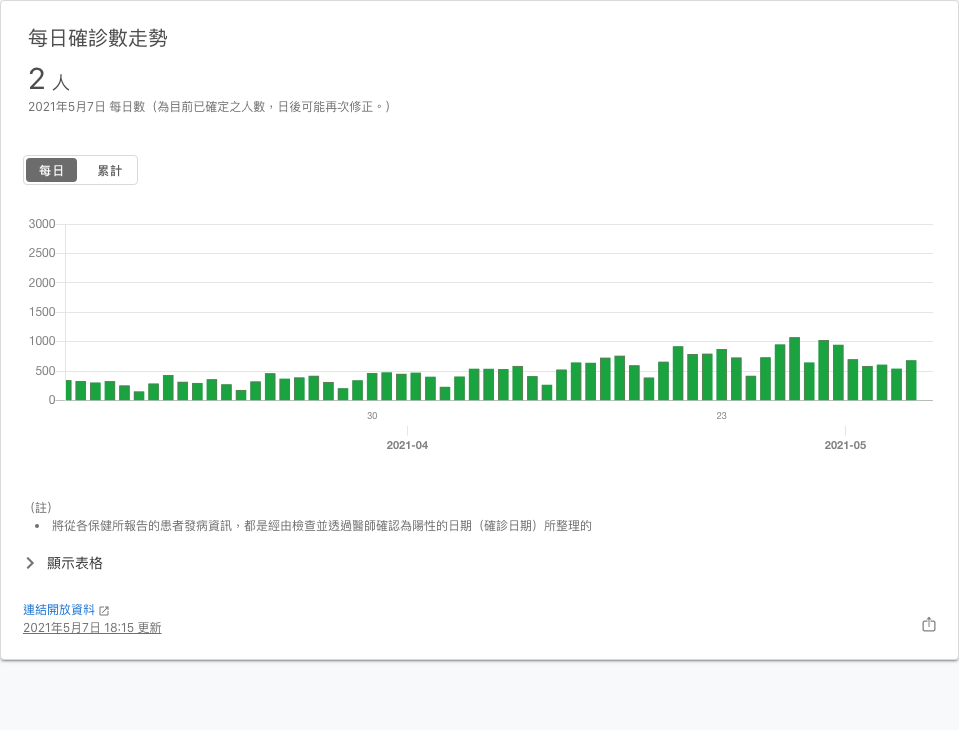 每日確診數走勢
2 人
2021年5月7日 每日數（為目前已確定之人數，日後可能再次修正。）
每日 累計
3000
2500
2000
1500
1000
500
0
30 23
2021-04 2021-05
（註）
• 將從各保健所報告的患者發病資訊，都是經由檢查並透過醫師確認為陽性的日期（確診日期）所整理的
顯示表格
連結開放資料
2021年5月7日 18:15 更新